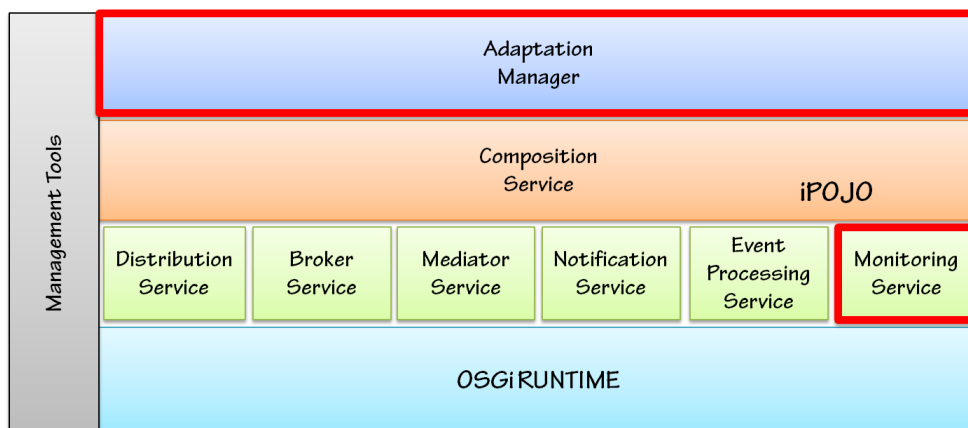 Management Tools
Adaptation
Manager
Composition
Service
iPOJO
Distribution
Service
Broker
Service
Mediator
Service
Notification
Service
Event
Processing
Service
Monitoring
Service
OSGi RUNTIME